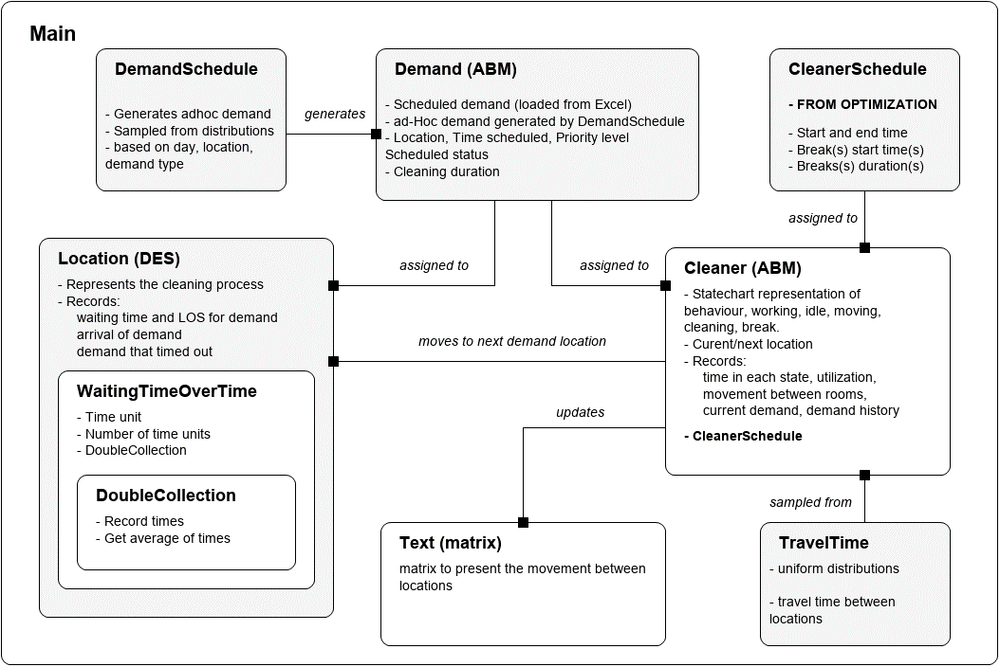 Main
DemandSchedule
- Generates adhoc demand
- Sampled from distributions
- based on day, location,
demand type
generates
Demand (ABM)
- Scheduled demand (loaded from Excel)
- ad-Hoc demand generated by DemandSchedule
- Location, Time scheduled, Priority level
Scheduled status
- Cleaning duration
CleanerSchedule
- FROM OPTIMIZATION
- Start and end time
- Break(s) start time(s)
- Breaks(s) duration(s)
assigned to
assigned to
assigned to
Location (DES)
- Represents the cleaning process
- Records:
waiting time and LOS for demand
arrival of demand
demand that timed out
WaitingTimeOverTime
- Time unit
- Number of time units
- DoubleCollection
DoubleCollection
- Record times
- Get average of times
moves to next demand location
Cleaner (ABM)
- Statechart representation of
behaviour, working, idle, moving,
cleaning, break.
- Curent/next location
- Records:
time in each state, utilization,
movement between rooms,
current demand, demand history
- CleanerSchedule
updates
sampled from
Text (matrix)
matrix to present the movement between
locations
TravelTime
- uniform distributions
- travel time between
locations